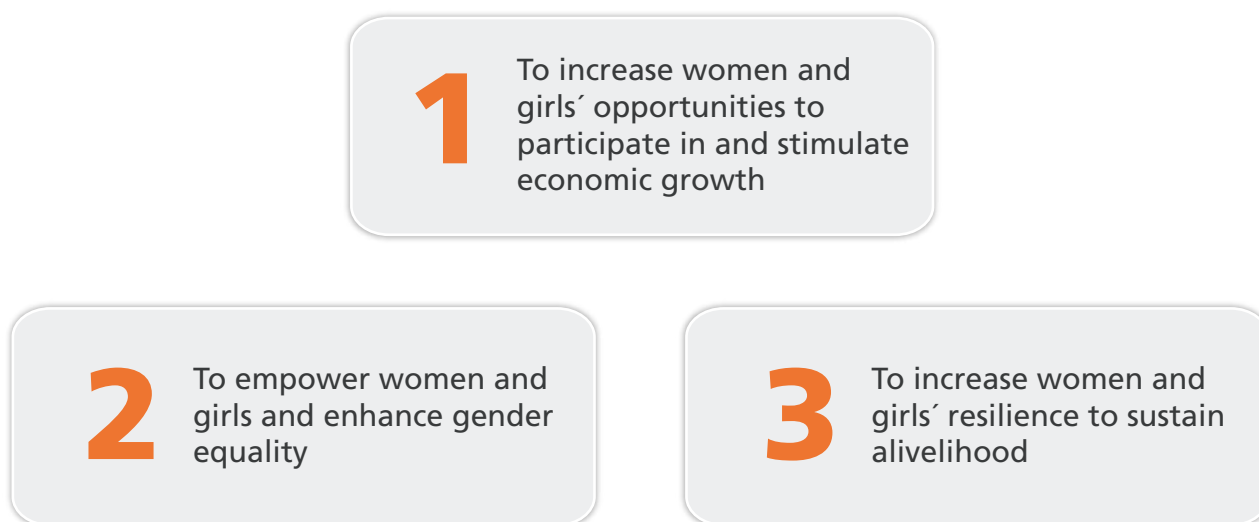 1
To increase women and
girls´ opportunities to
participate in and stimulate
economic growth
2
To empower women and
girls and enhance gender
equality
3
To increase women and
girls´ resilience to sustain
alivelihood